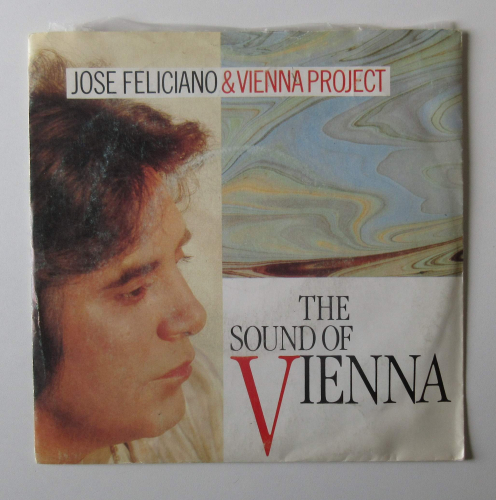 JOSE FELICIANO & VIENNA PROJECT
THE
SOUND OF
VIENNA